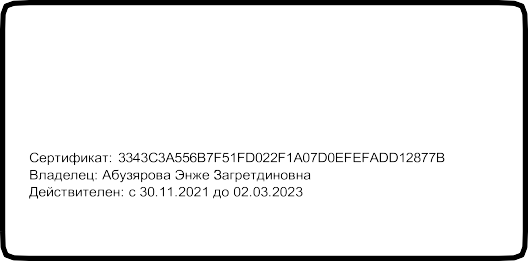 Сертификат: 3343C3A556B7F51FD022F1A07D0EFEFADD12877B
Владелец: Абузярова Энже Загретдиновна
Действителен: с 30.11.2021 до 02.03.2023